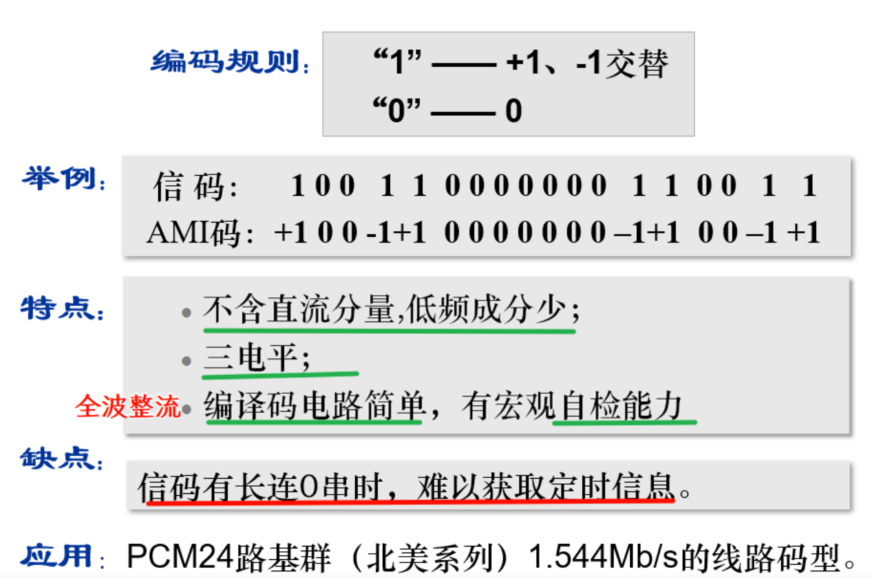 编码规则: “1” —— +1、-1交替
“0” —— 0
举例: 信 码: 1 0 0 1 1 0 0 0 0 0 0 0 1 1 0 0 1 1
AMI码: +1 0 0 -1+1 0 0 0 0 0 0 0 –1+1 0 0 –1 +1
特点: • 不含直流分量,低频成分少;
• 三电平;
全波整流 • 编译码电路简单，有宏观自检能力
缺点:
信码有长连0串时，难以获取定时信息。
应用: PCM24路基群（北美系列）1.544Mb/s的线路码型。